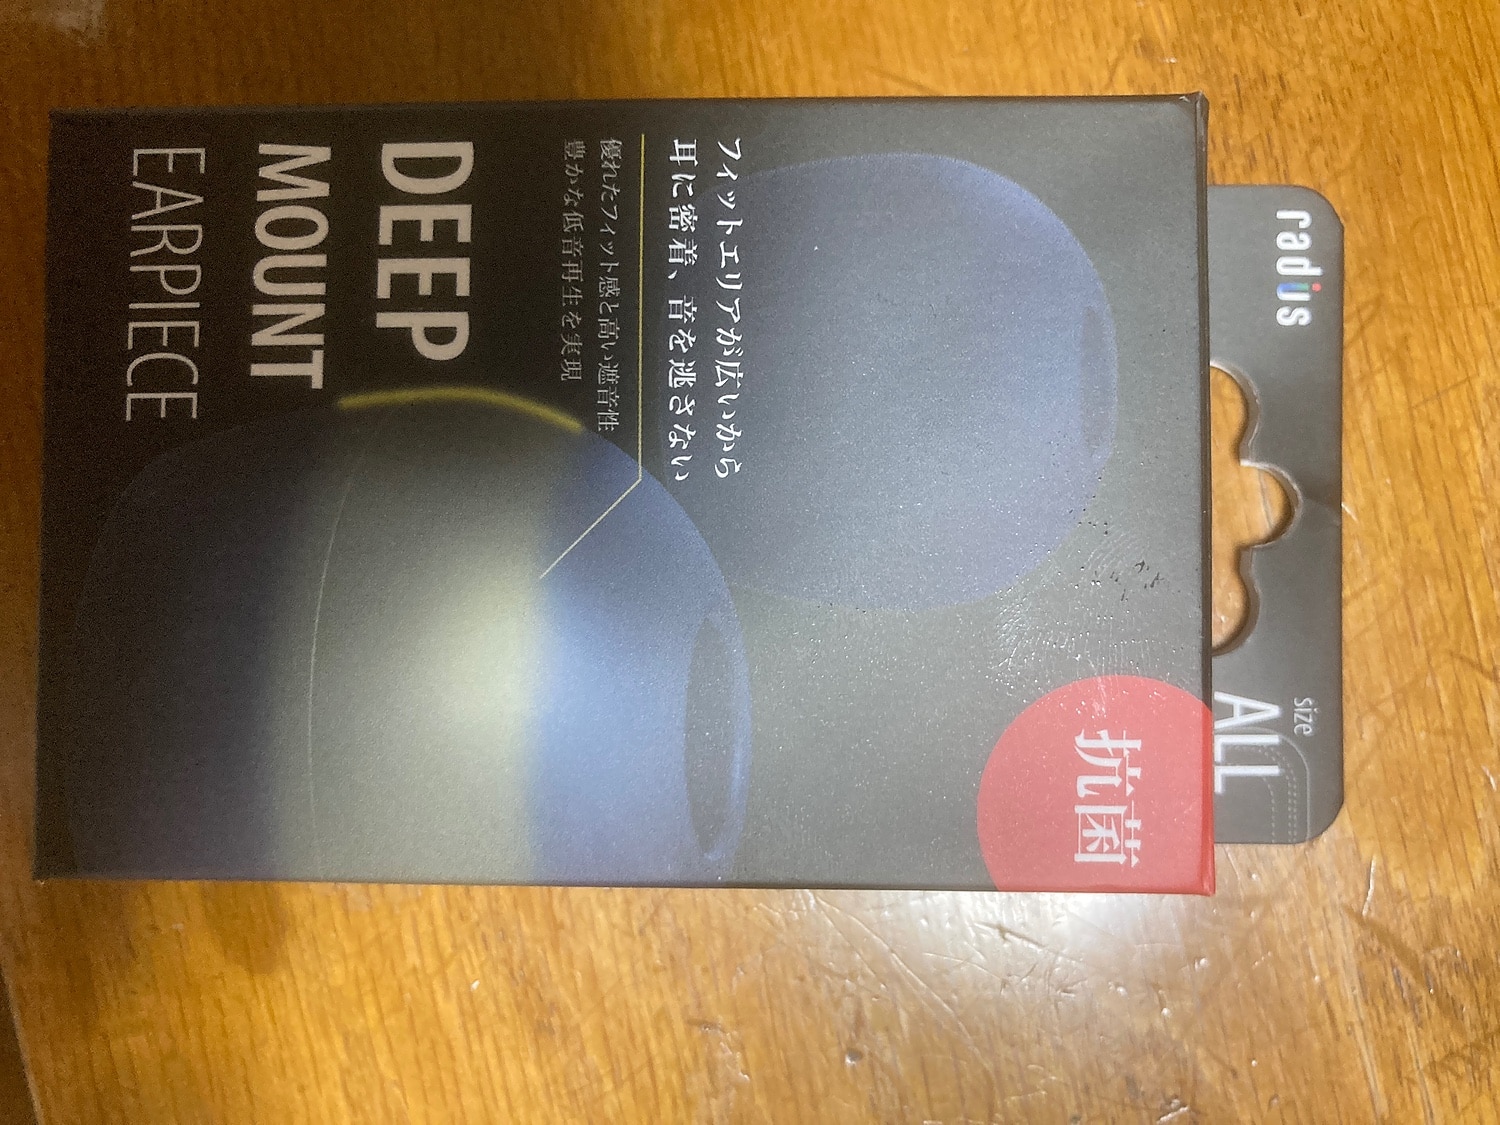 radius
size
ALL
抗菌
フィットエリアが広いから
耳に密着、音を逃さない
優れたフィット感と高い遮音性
豊かな低音再生を実現
DEEP
MOUNT
EARPIECE